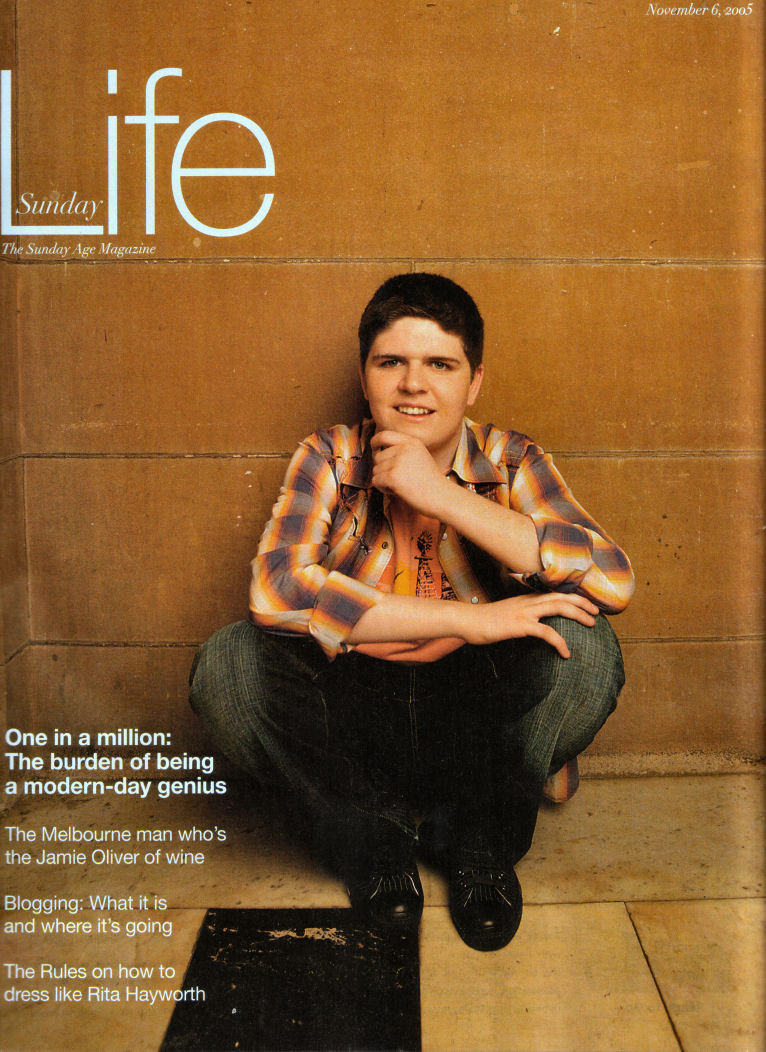 November 6, 2005
Life
Sunday
The Sunday Age Magazine
One in a million:
The burden of being
a modern-day genius
The Melbourne man who's
the Jamie Oliver of wine
Blogging: What it is
and where it's going
The Rules on how to
dress like Rita Hayworth